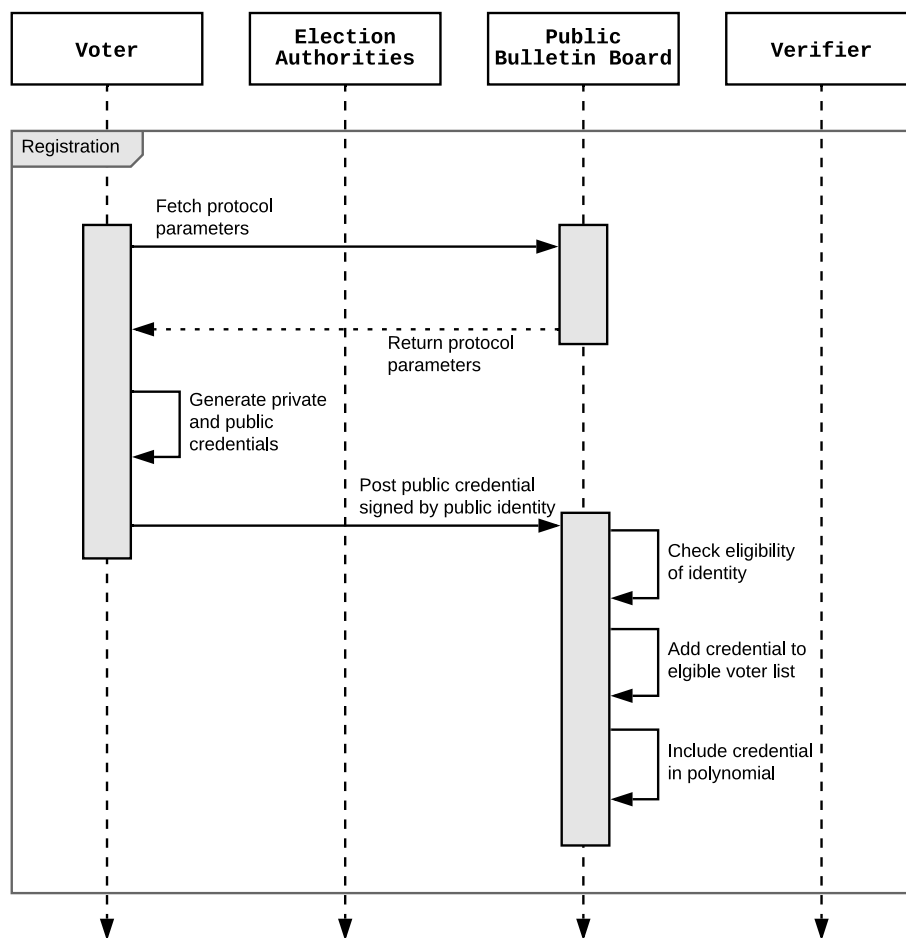 Voter
Election
Authorities
Public
Bulletin Board
Verifier
Registration
Fetch protocol
parameters
Return protocol
parameters
Generate private
and public
credentials
Post public credential
signed by public identity
Check eligibility
of identity
Add credential to
elgible voter list
Include credential
in polynomial